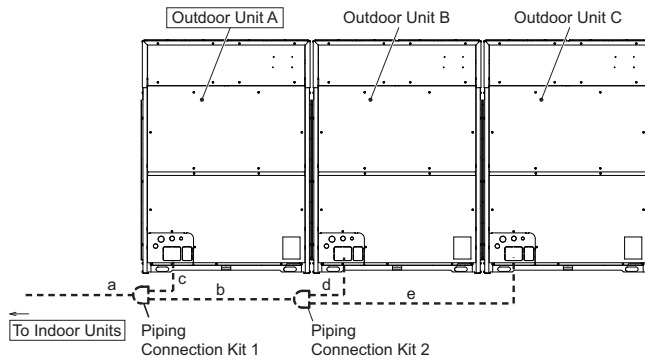 Outdoor Unit A
Outdoor Unit B
Outdoor Unit C
c
d
a
b
e
To Indoor Units
Piping
Connection Kit 1
Piping
Connection Kit 2